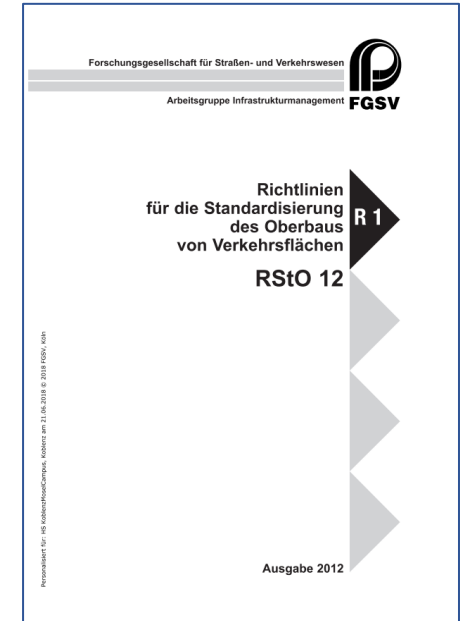 Forschungsgesellschaft für Straßen- und Verkehrswesen
Arbeitsgruppe Infrastrukturmanagement
FGSV
Richtlinien
für die Standardisierung
des Oberbaus
von Verkehrsflächen
R 1
RStO 12
Personalisiert für: HS KoblenzMoselCampus, Koblenz am 21.06.2018 © 2018 FGSV, Köln
Ausgabe 2012